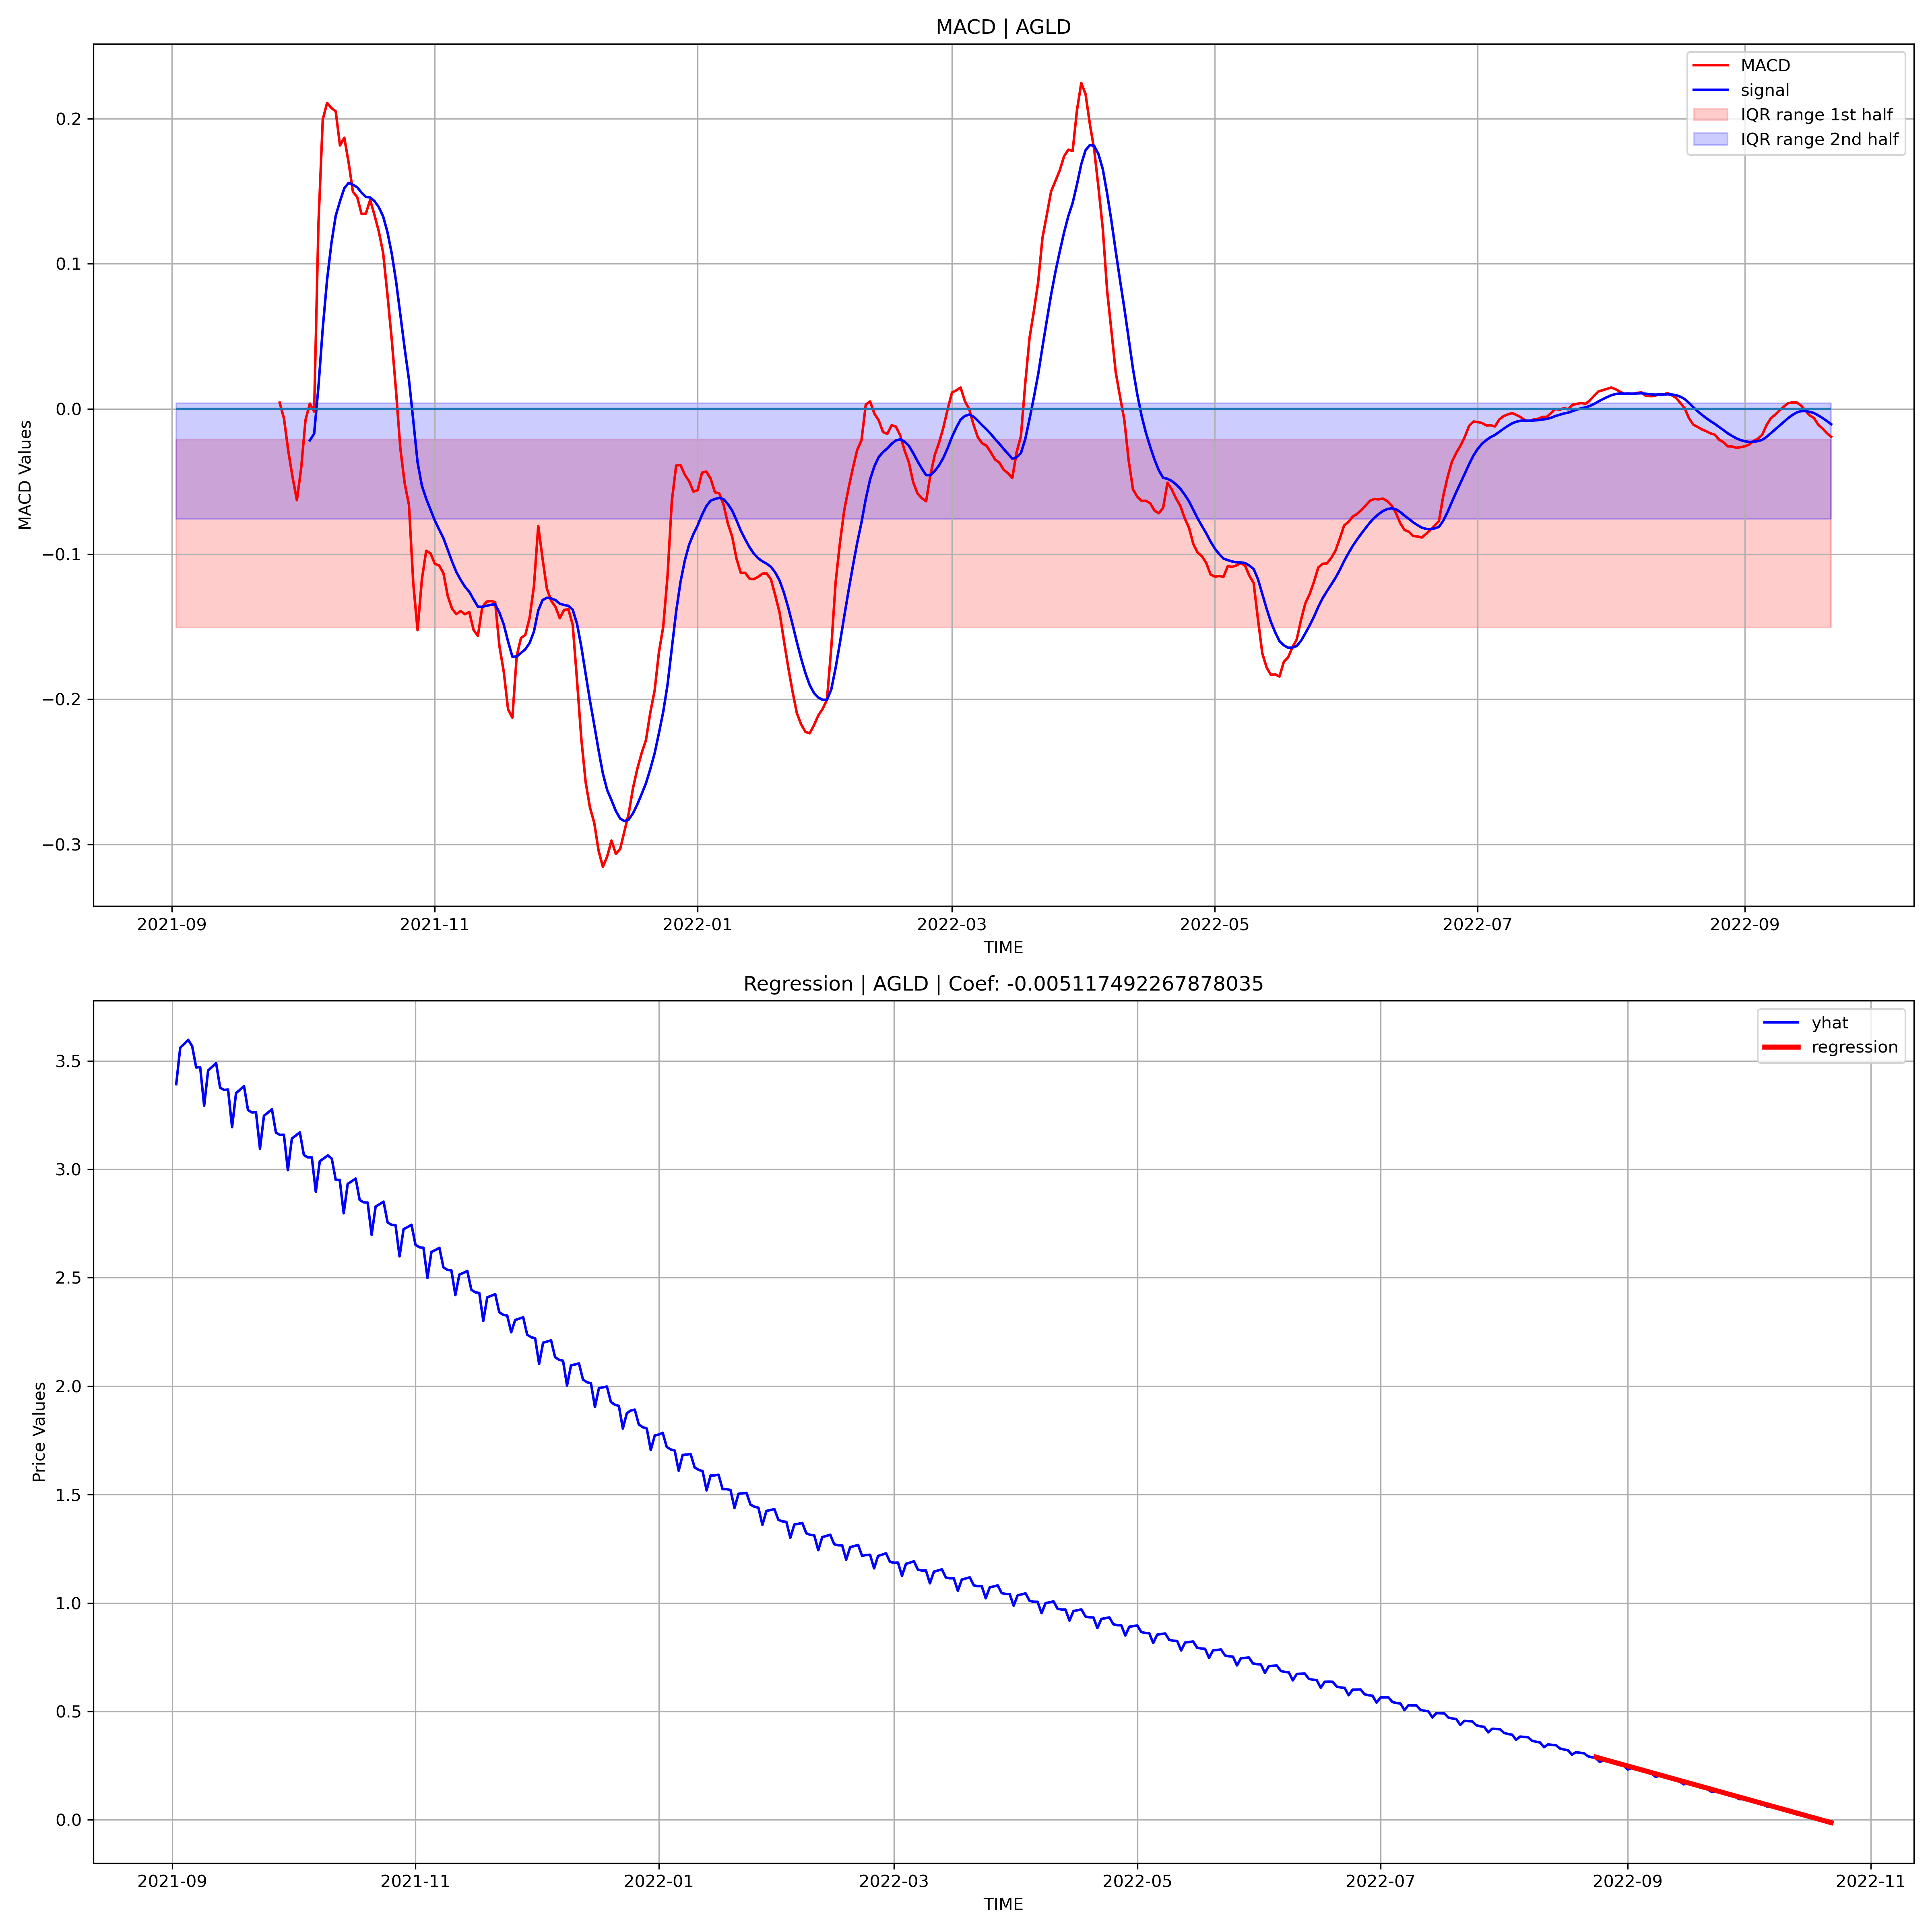 MACD | AGLD
MACD
signal
IQR range 1st half
IQR range 2nd half
MACD Values
0.2
0.1
0.0
−0.1
−0.2
−0.3
2021-09 2021-11 2022-01 2022-03 2022-05 2022-07 2022-09
TIME
Regression | AGLD | Coef: -0.005117492267878035
yhat
regression
Price Values
3.5
3.0
2.5
2.0
1.5
1.0
0.5
0.0
2021-09 2021-11 2022-01 2022-03 2022-05 2022-07 2022-09 2022-11
TIME